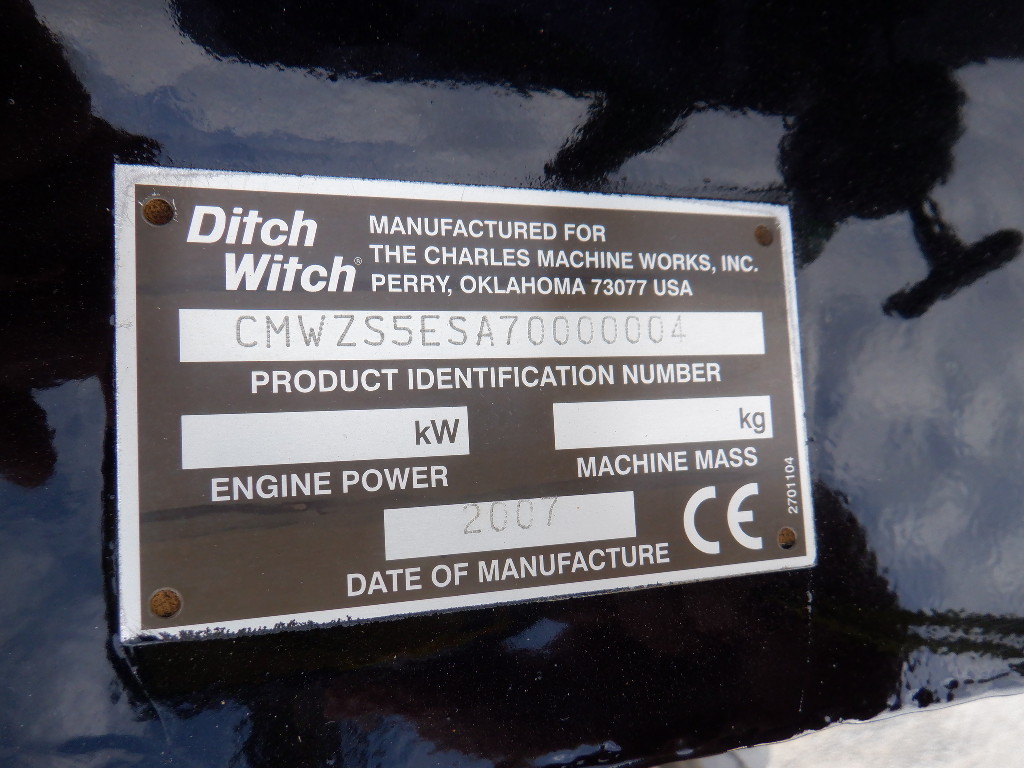 Ditch
Witch®
MANUFACTURED FOR
THE CHARLES MACHINE WORKS, INC.
PERRY, OKLAHOMA 73077 USA
CMWZS5ESA70000004
PRODUCT IDENTIFICATION NUMBER
kW
kg
ENGINE POWER
MACHINE MASS
2007
CE
2701104
DATE OF MANUFACTURE